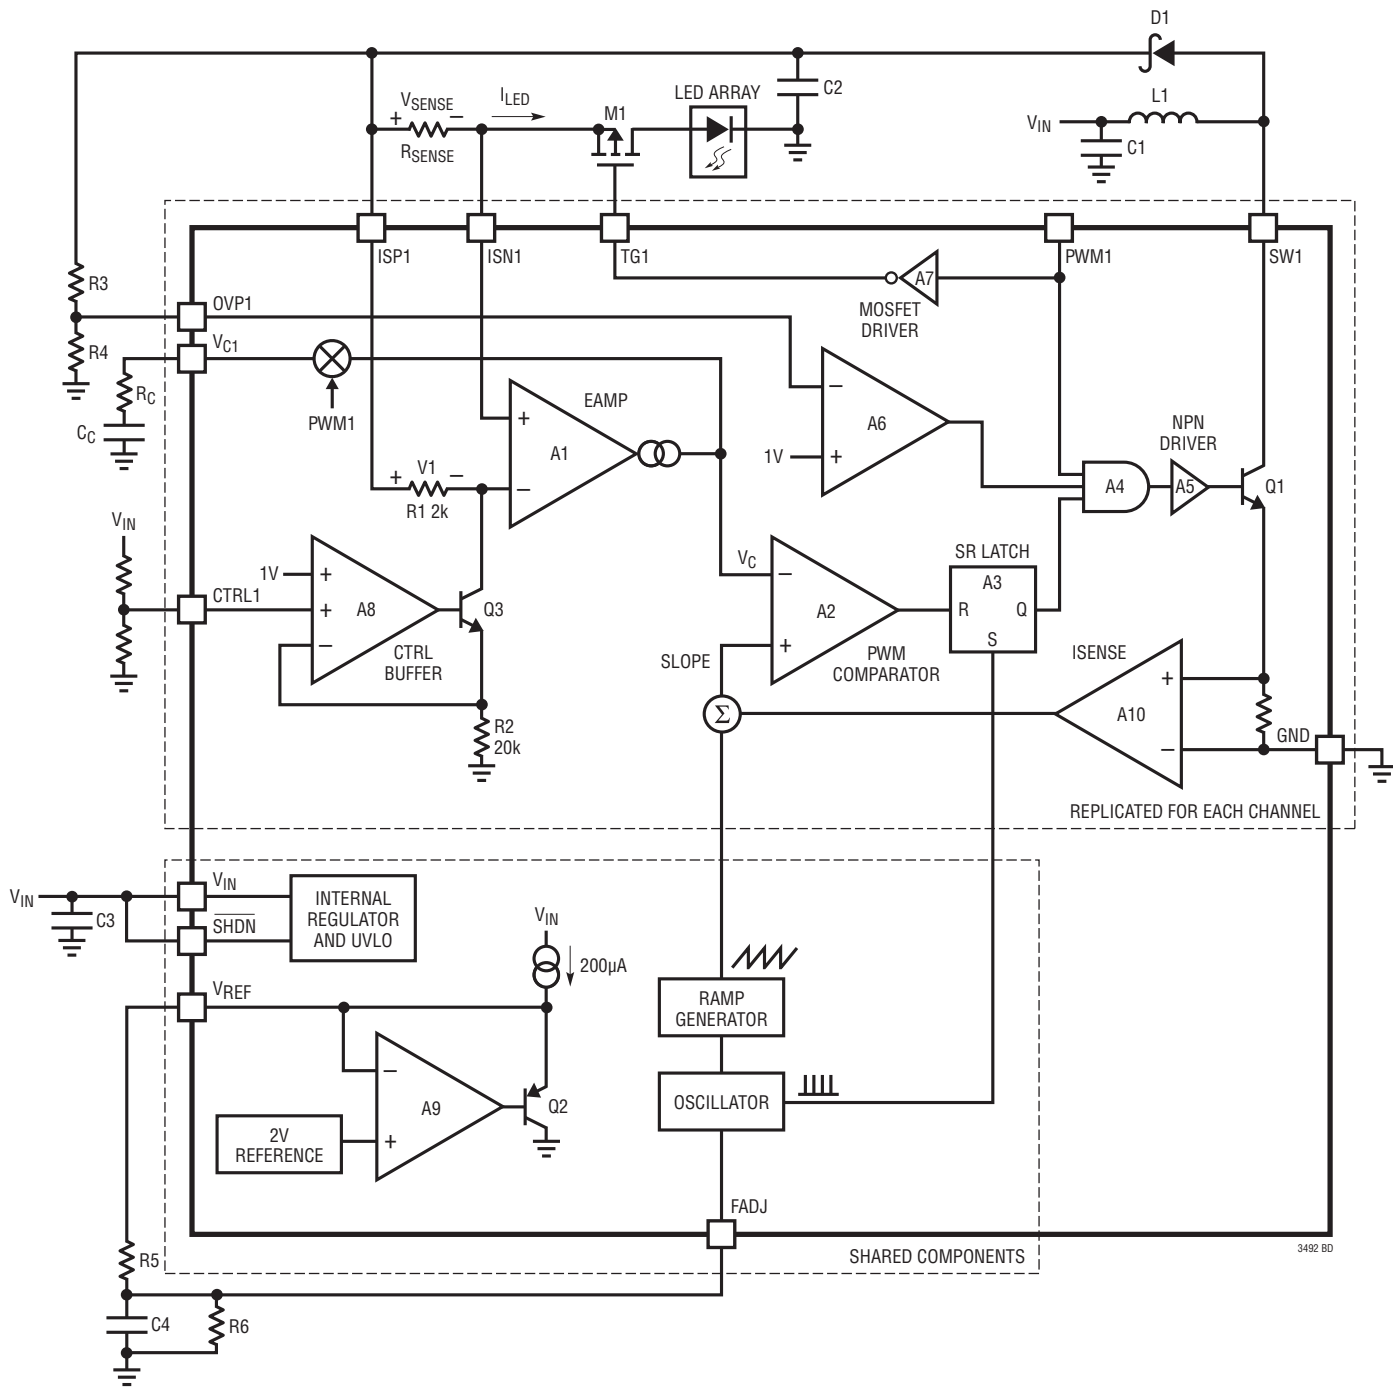 D1
C2
L1
LED ARRAY
VSENSE
+ −
ILED
M1
VIN
RSENSE
C1
ISP1
ISN1
TG1
PWM1
SW1
A7
R3
OVP1
MOSFET
DRIVER
VC1
R4
RC
EAMP
PWM1
+
A6
NPN
DRIVER
−
CC
V1
+ −
A1
1V
+
A4
A5
Q1
−
R1 2k
VIN
SR LATCH
VC
−
A3
1V
+
CTRL1
+
A8
Q3
A2
R
Q
S
ISENSE
−
CTRL
BUFFER
SLOPE
+
PWM
COMPARATOR
+
Σ
A10
R2
20k
GND
−
REPLICATED FOR EACH CHANNEL
VIN
VIN
C3
SHDN
INTERNAL
REGULATOR
AND UVLO
VIN
200µA
VREF
RAMP
GENERATOR
−
A9
Q2
OSCILLATOR
2V
REFERENCE
+
FADJ
SHARED COMPONENTS
3492 BD
R5
C4
R6